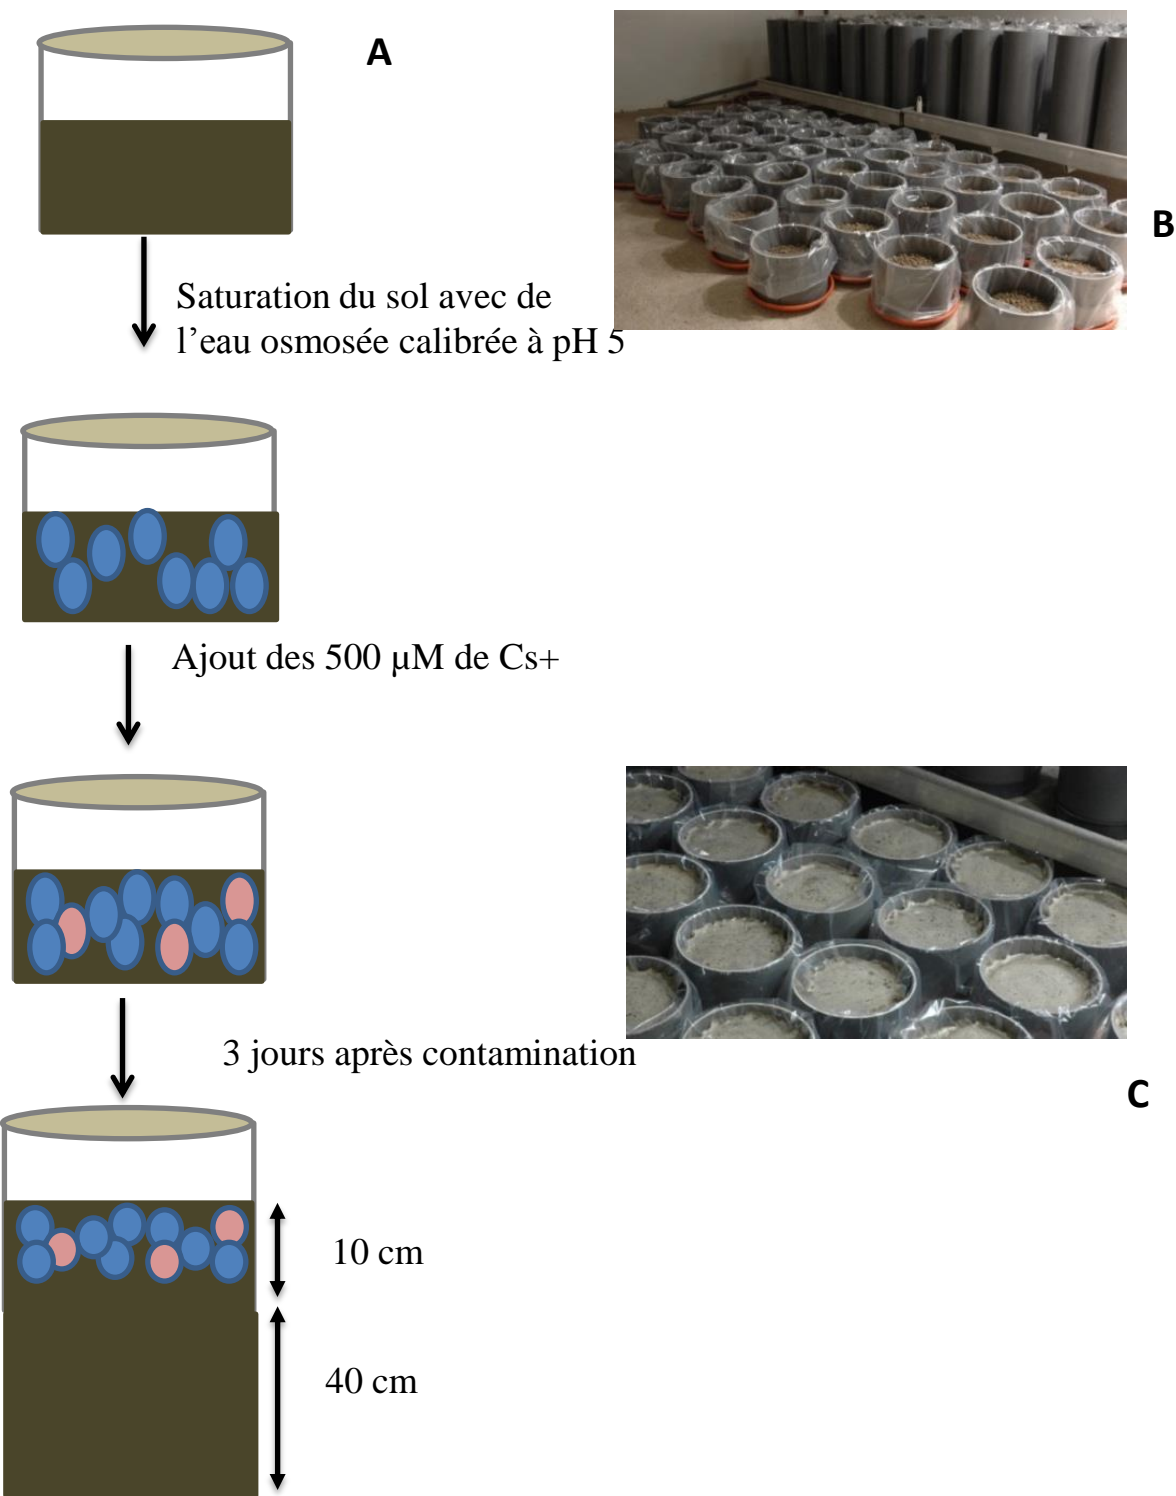 A
B
Saturation du sol avec de
l’eau osmosée calibrée à pH 5
Ajout des 500 μM de Cs+
3 jours après contamination
C
10 cm
40 cm